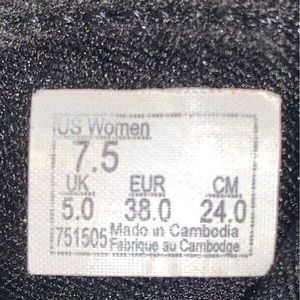 US Women
7.5
UK EUR CM
5.0 38.0 24.0
751505 Made in Cambodia
Fabrique au Cambodge